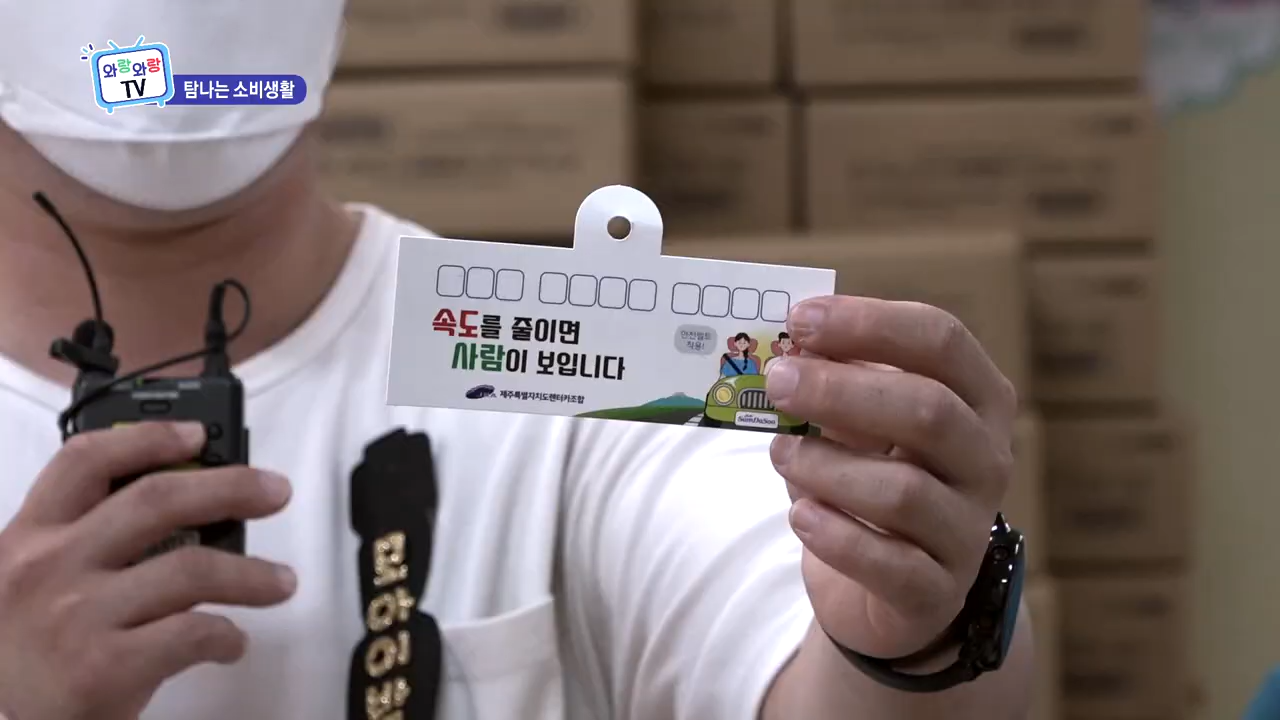 와랑와랑
TV
탐나는 소비생활
속도를 줄이면
사람이 보입니다
안전벨트
착용!
제주특별자치도렌터카조합
SamDaSoo